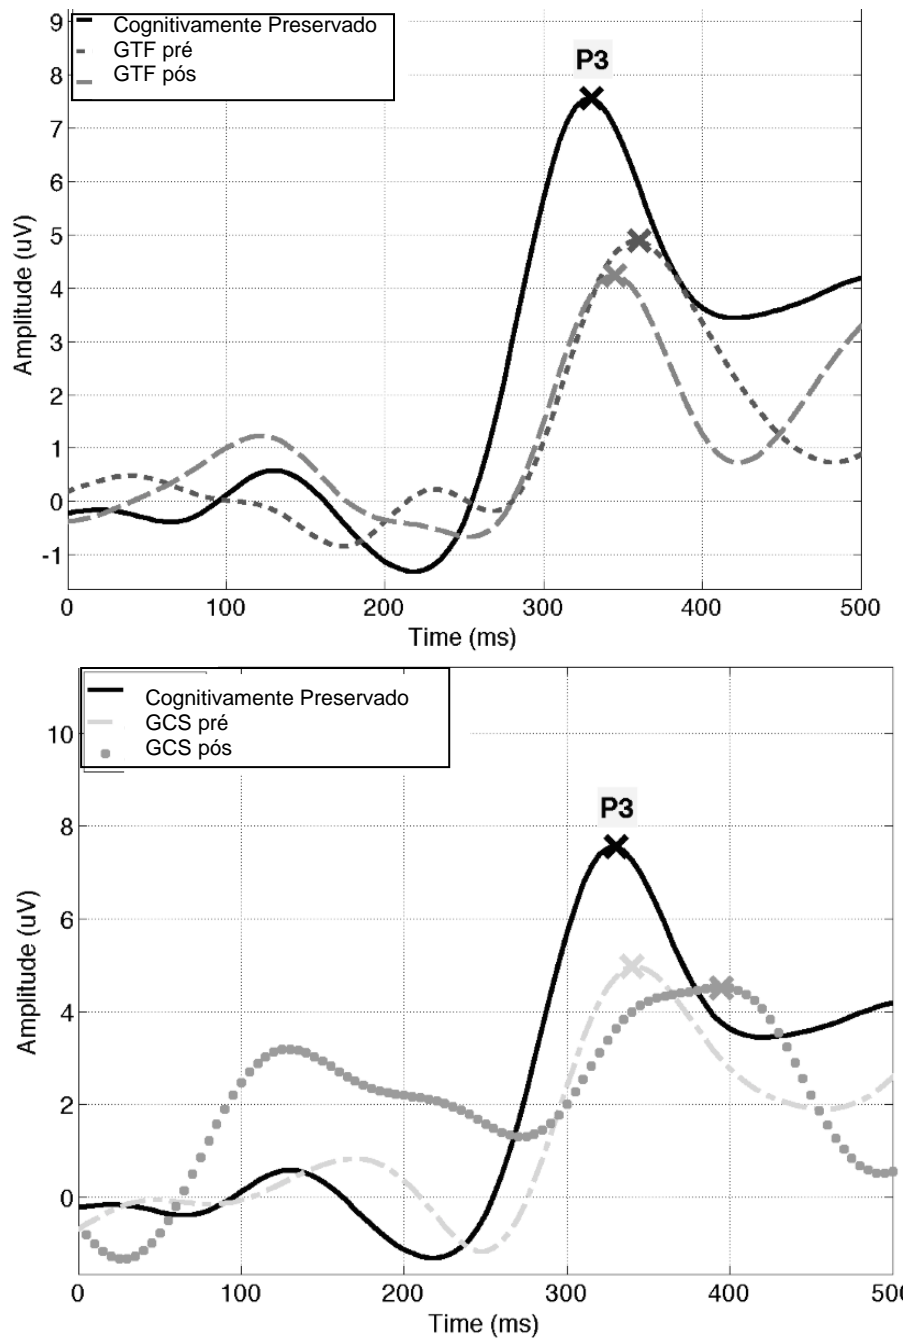 Cognitivamente Preservado
GTF pré
GTF pós
P3
9
8
7
6
5
4
3
2
1
0
-1
Amplitude (uV)
0 100 200 300 400 500
Time (ms)
Cognitivamente Preservado
GCS pré
GCS pós
P3
10
8
6
4
2
0
Amplitude (uV)
0 100 200 300 400 500
Time (ms)